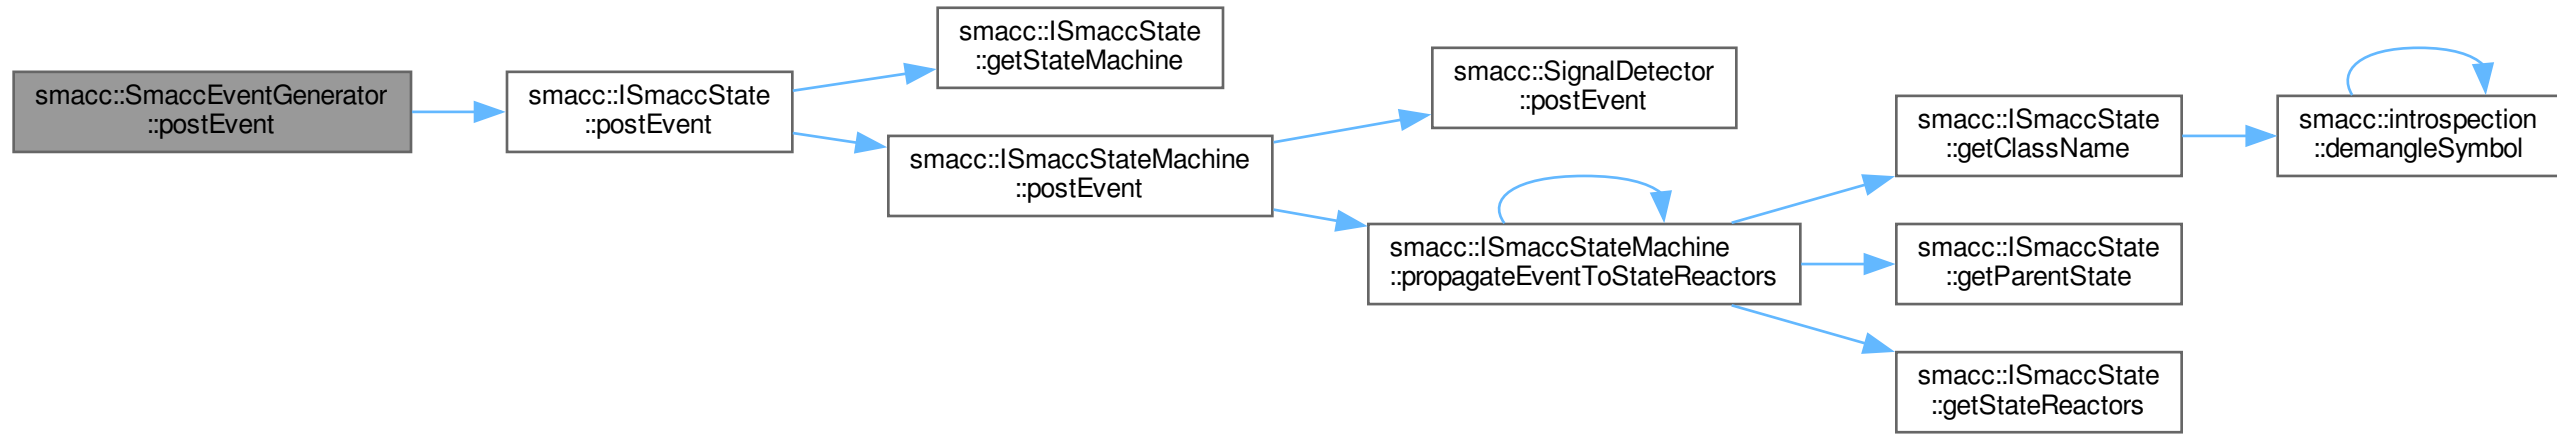 smacc::SmaccEventGenerator
::postEvent
smacc::ISmaccState
::postEvent
smacc::ISmaccState
::getStateMachine
smacc::ISmaccStateMachine
::postEvent
smacc::SignalDetector
::postEvent
smacc::ISmaccStateMachine
::propagateEventToStateReactors
smacc::ISmaccState
::getClassName
smacc::ISmaccState
::getParentState
smacc::ISmaccState
::getStateReactors
smacc::introspection
::demangleSymbol